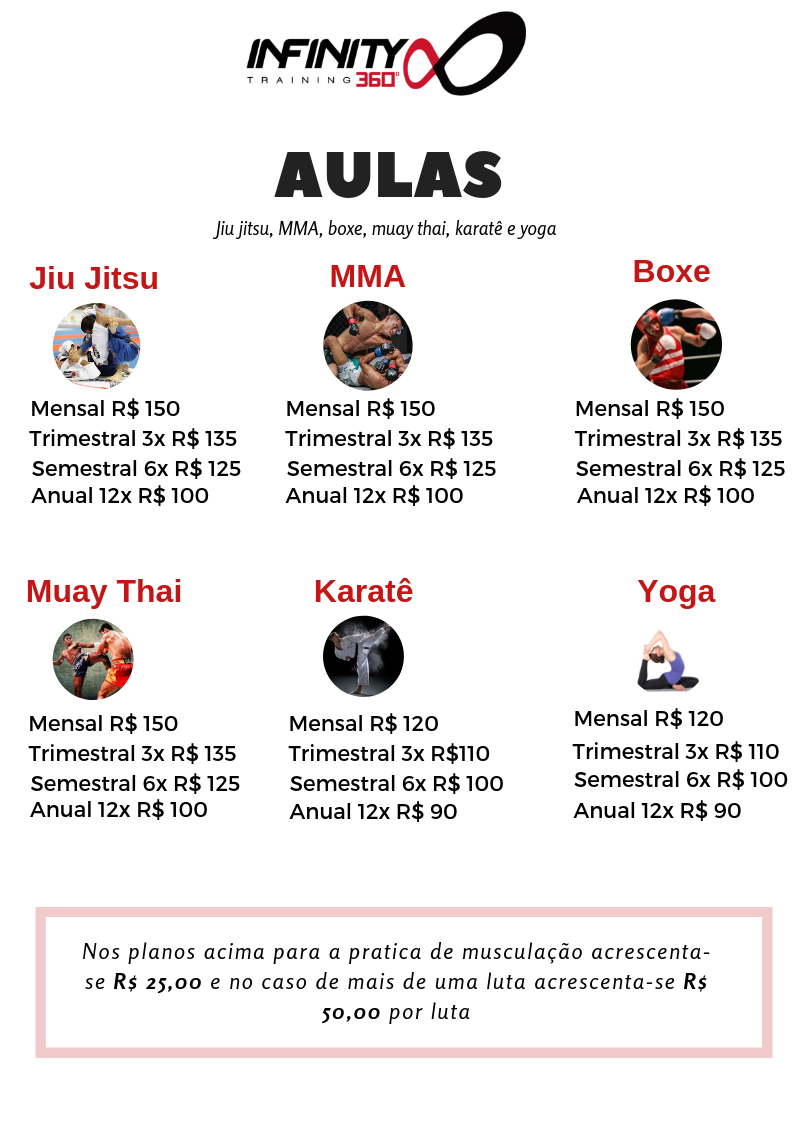 INFINITY
TRAINING 360°
AULAS
Jiu jitsu, MMA, boxe, muay thai, karatê e yoga
Jiu Jitsu
Mensal R$ 150
Trimestral 3x R$ 135
Semestral 6x R$ 125
Anual 12x R$ 100
MMA
Mensal R$ 150
Trimestral 3x R$ 135
Semestral 6x R$ 125
Anual 12x R$ 100
Boxe
Mensal R$ 150
Trimestral 3x R$ 135
Semestral 6x R$ 125
Anual 12x R$ 100
Muay Thai
Mensal R$ 150
Trimestral 3x R$ 135
Semestral 6x R$ 125
Anual 12x R$ 100
Karatê
Mensal R$ 120
Trimestral 3x R$110
Semestral 6x R$ 100
Anual 12x R$ 90
Yoga
Mensal R$ 120
Trimestral 3x R$ 110
Semestral 6x R$ 100
Anual 12x R$ 90
Nos planos acima para a pratica de musculação acrescenta-
se R$ 25,00 e no caso de mais de uma luta acrescenta-se R$
50,00 por luta